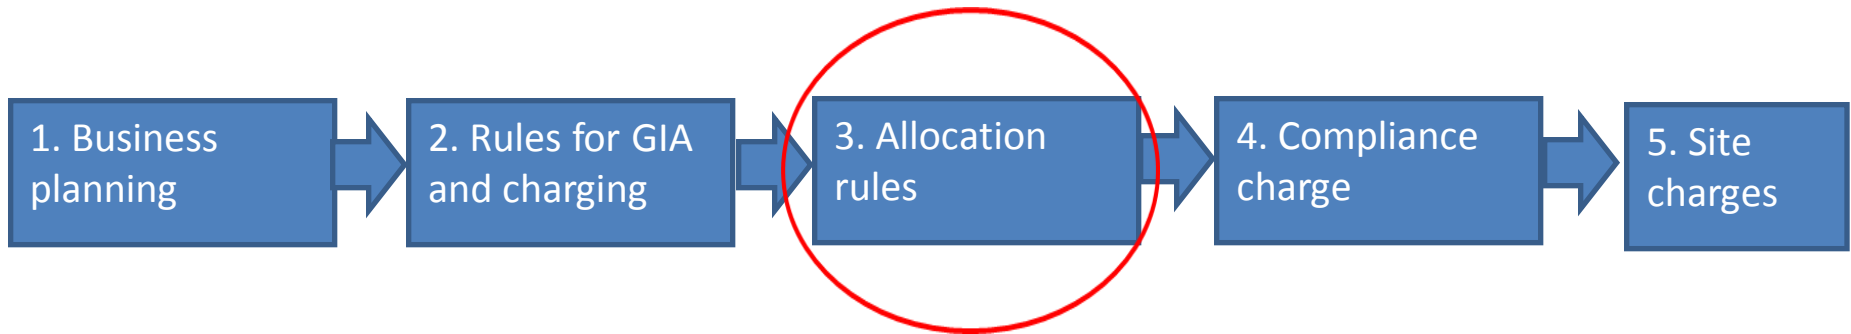 1. Business
planning
2. Rules for GIA
and charging
3. Allocation
rules
4. Compliance
charge
5. Site
charges